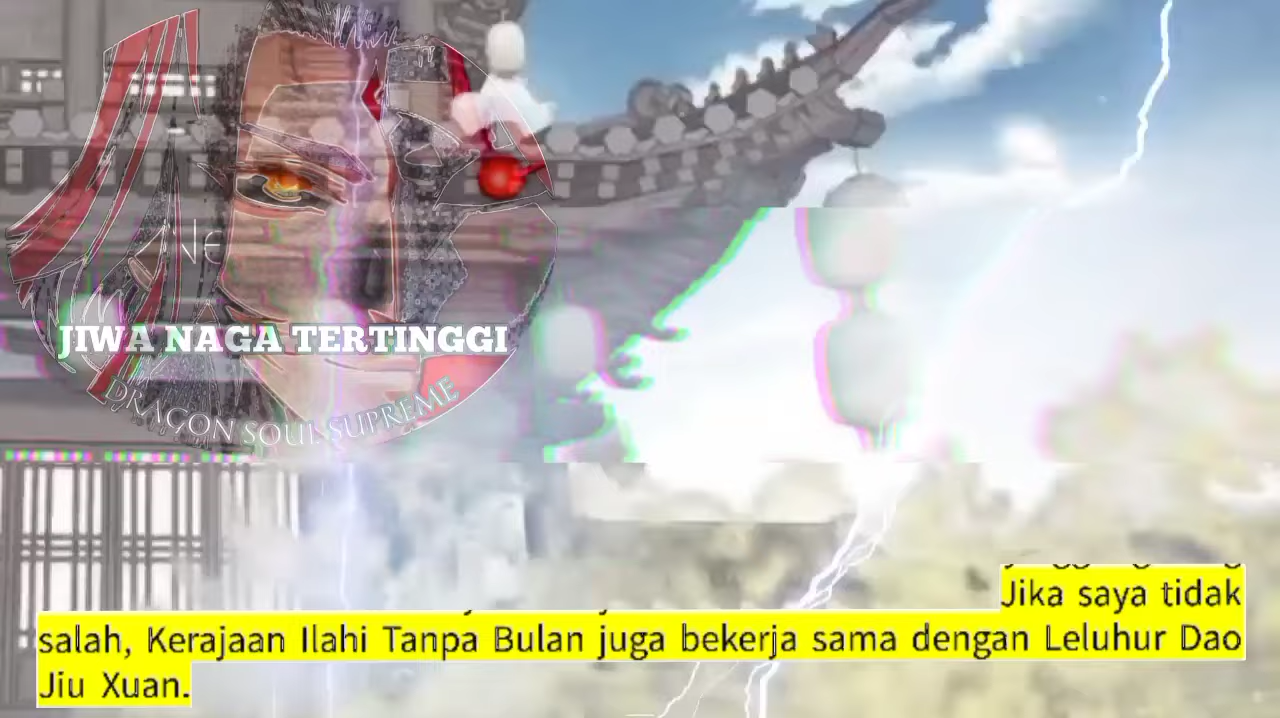 JIWA NAGA TERTINGGI
DRAGON SOUL SUPREME
Jika saya tidak
salah, Kerajaan Ilahi Tanpa Bulan juga bekerja sama dengan Leluhur Dao
Jiu Xuan.